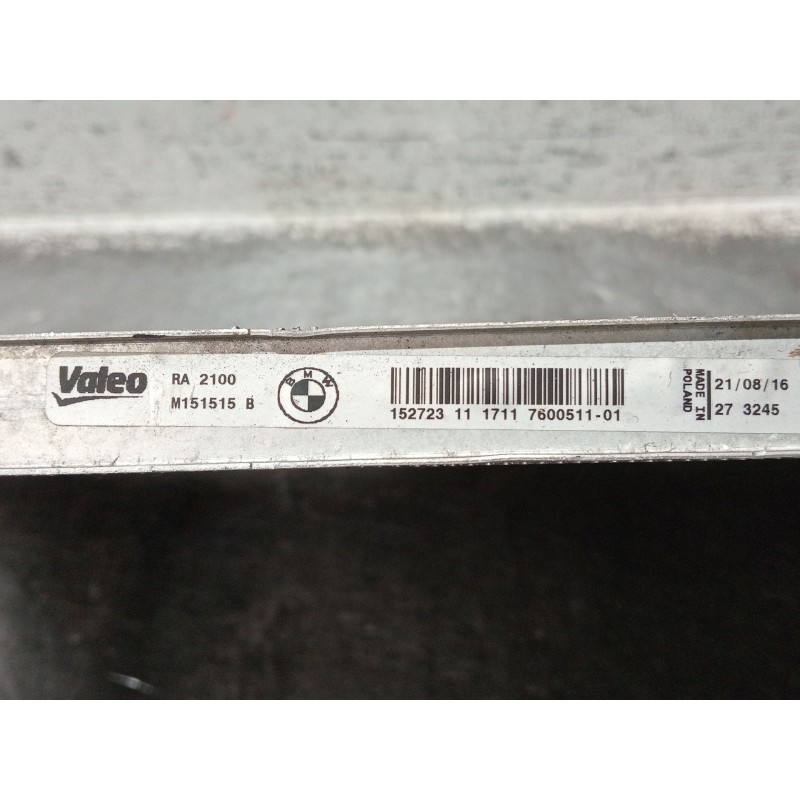 Valeo
RA 2100
M151515 B
BMW
152723 11 1711 7600511-01
MADE IN
POLAND
21/08/16
27 3245